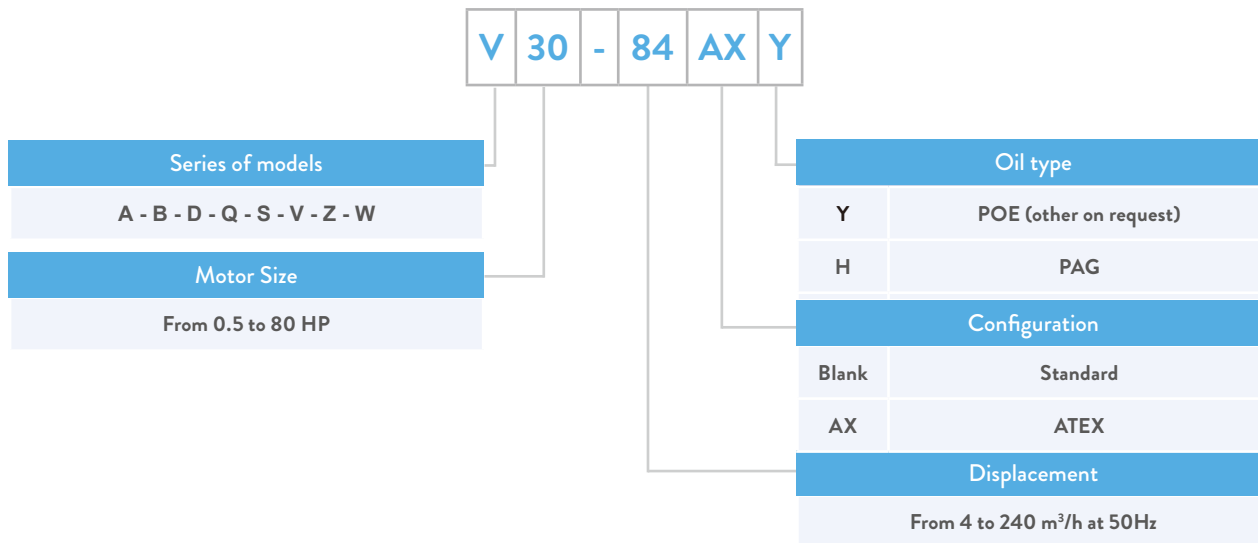 V 30 - 84 AX Y
Series of models
A - B - D - Q - S - V - Z - W
Motor Size
From 0.5 to 80 HP
Oil type
Y POE (other on request)
H PAG
Configuration
Blank Standard
AX ATEX
Displacement
From 4 to 240 m³/h at 50Hz